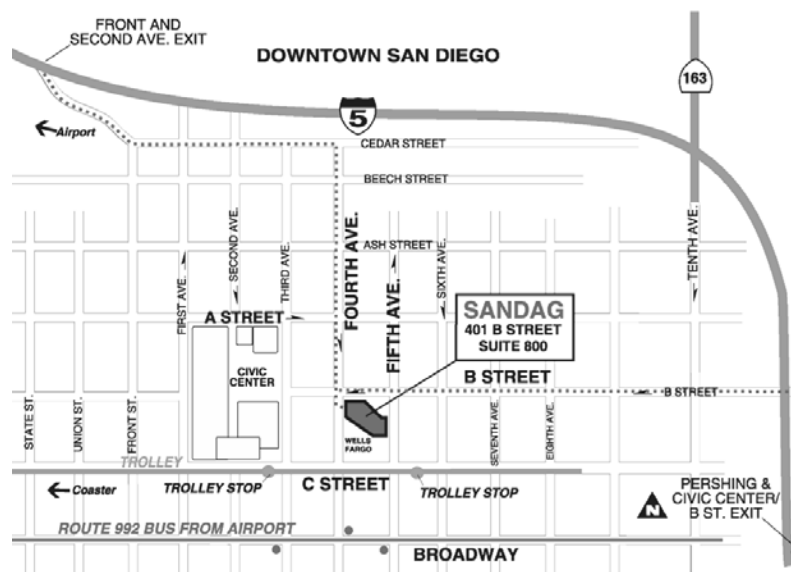 FRONT AND
SECOND AVE. EXIT
DOWNTOWN SAN DIEGO
163
5
Airport
CEDAR STREET
BEECH STREET
ASH STREET
FIRST AVE.
SECOND AVE.
THIRD AVE.
FOURTH AVE.
FIFTH AVE.
SIXTH AVE.
TENTH AVE.
A STREET
SANDAG
401 B STREET
SUITE 800
CIVIC
CENTER
B STREET
B STREET
STATE ST.
UNION ST.
FRONT ST.
WELLS
FARGO
SEVENTH AVE.
EIGHTH AVE.
TROLLEY
TROLLEY STOP
C STREET
TROLLEY STOP
Coaster
PERSHING &
CIVIC CENTER/
B ST. EXIT
N
ROUTE 992 BUS FROM AIRPORT
BROADWAY